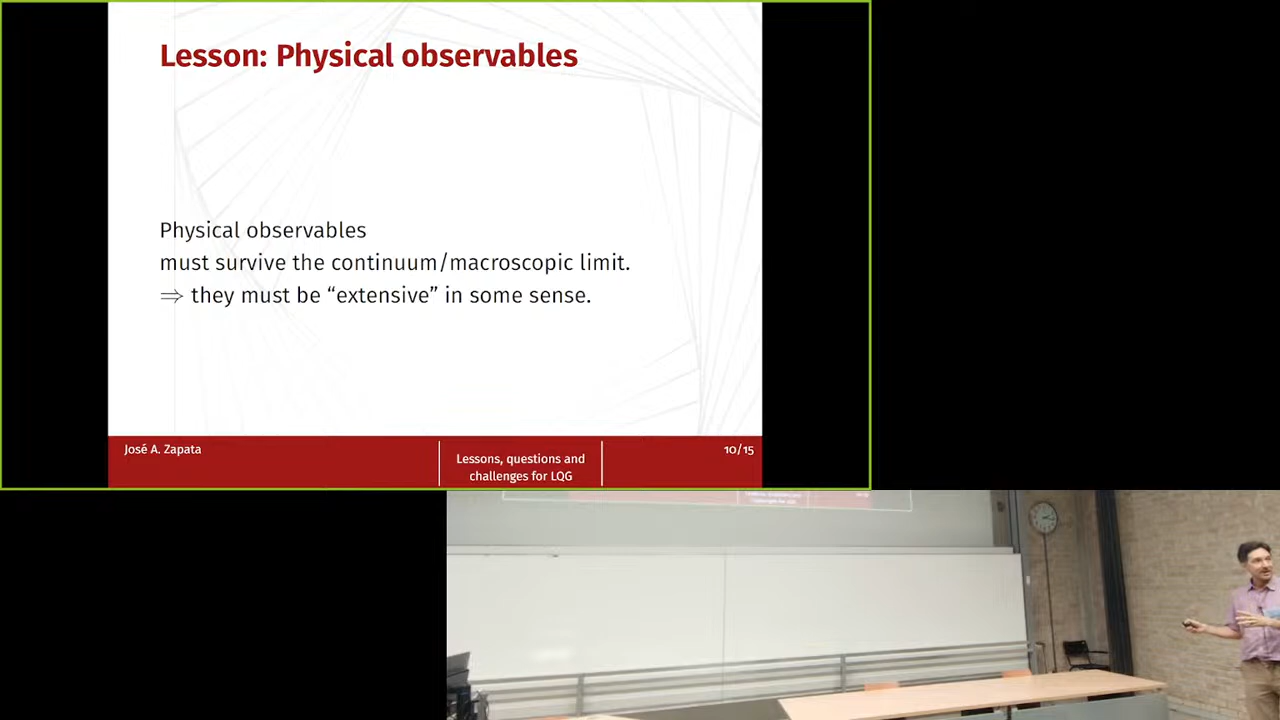 Lesson: Physical observables
Physical observables
must survive the continuum/macroscopic limit.
⇒ they must be “extensive” in some sense.
José A. Zapata
Lessons, questions and
challenges for LQG
10/15